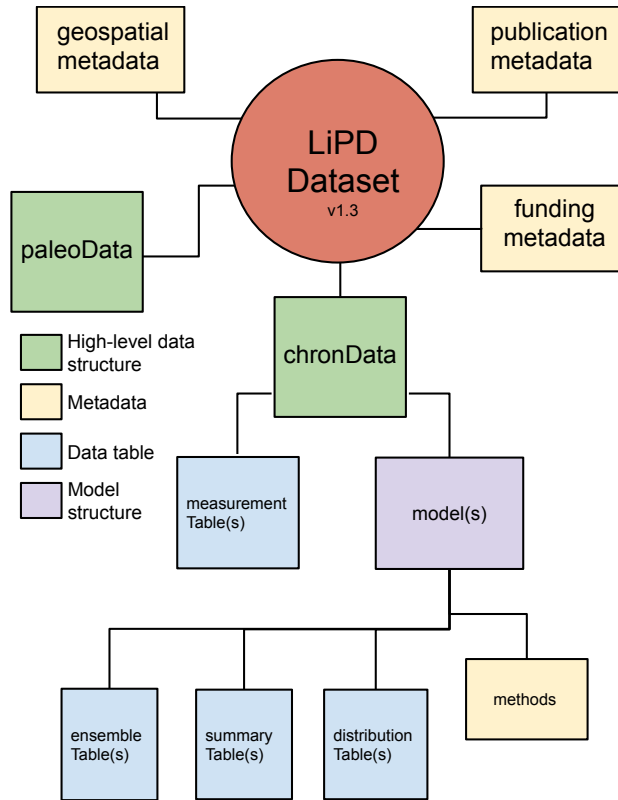 geospatial
metadata
publication
metadata
LiPD
Dataset
v1.3
paleoData
funding
metadata
chronData
High-level data
structure
Metadata
Data table
Model
structure
measurement
Table(s)
model(s)
ensemble
Table(s)
summary
Table(s)
distribution
Table(s)
methods